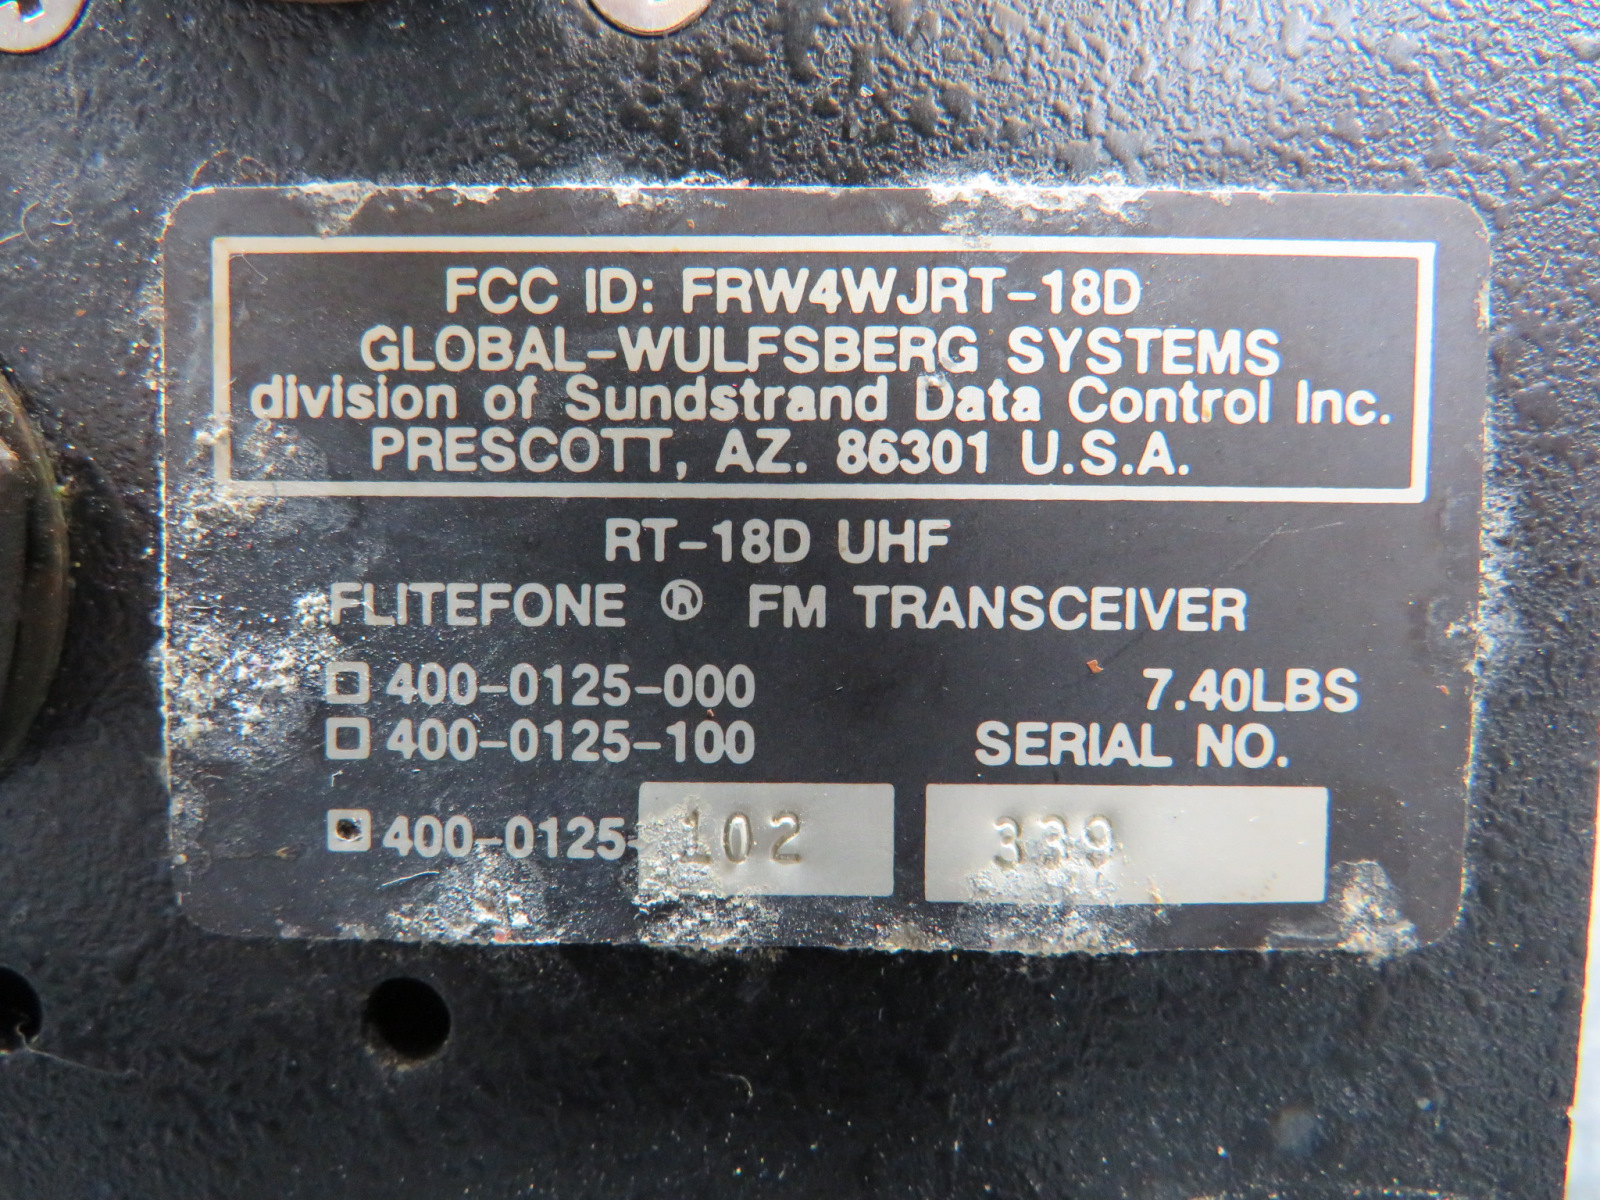 FCC ID: FRW4WJRT-18D
GLOBAL-WULFSBERG SYSTEMS
division of Sundstrand Data Control Inc.
PRESCOTT, AZ. 86301 U.S.A.
RT-18D UHF
FLITEFONE ® FM TRANSCEIVER
400-0125-000 7.40LBS
400-0125-100 SERIAL NO.
400-0125-102 339